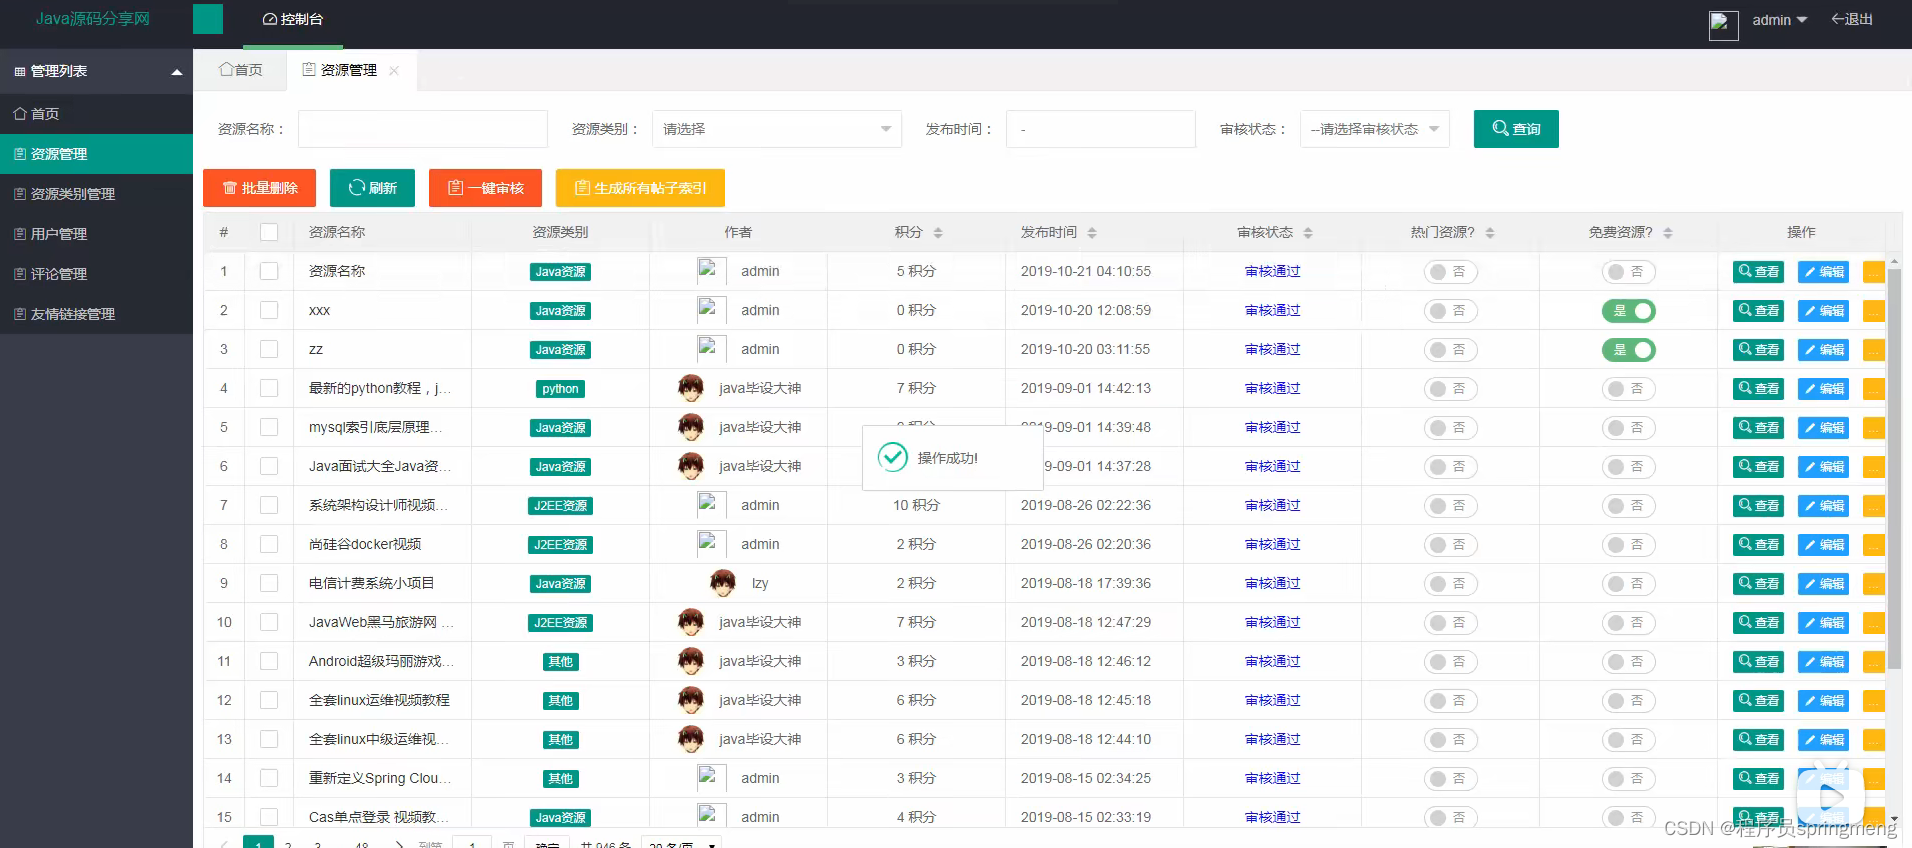 Java源码分享网
控制台
admin
退出
管理列表
首页
资源管理
资源类别管理
用户管理
评论管理
友情链接管理
首页 资源管理
资源名称： 资源类别： 请选择 发布时间： - 审核状态： --请选择审核状态 查询
批量删除 刷新 一键审核 生成所有帖子索引
# 资源名称 资源类别 作者 积分 发布时间 审核状态 热门资源? 免费资源? 操作
1 资源名称 Java资源 admin 5 积分 2019-10-21 04:10:55 审核通过 否 否 查看 编辑 ...
2 xxx Java资源 admin 0 积分 2019-10-20 12:08:59 审核通过 否 是 查看 编辑 ...
3 zz Java资源 admin 0 积分 2019-10-20 03:11:55 审核通过 否 是 查看 编辑 ...
4 最新的python教程，j... python java毕设大神 7 积分 2019-09-01 14:42:13 审核通过 否 否 查看 编辑 ...
5 mysql索引底层原理... Java资源 java毕设大神 2019-09-01 14:39:48 审核通过 否 否 查看 编辑 ...
6 Java面试大全Java资... Java资源 java毕设大神 9-09-01 14:37:28 审核通过 否 否 查看 编辑 ...
操作成功!
7 系统架构设计师视频... J2EE资源 admin 10 积分 2019-08-26 02:22:36 审核通过 否 否 查看 编辑 ...
8 尚硅谷docker视频 J2EE资源 admin 2 积分 2019-08-26 02:20:36 审核通过 否 否 查看 编辑 ...
9 电信计费系统小项目 Java资源 lzy 2 积分 2019-08-18 17:39:36 审核通过 否 否 查看 编辑 ...
10 JavaWeb黑马旅游网 ... J2EE资源 java毕设大神 7 积分 2019-08-18 12:47:29 审核通过 否 否 查看 编辑 ...
11 Android超级玛丽游戏... 其他 java毕设大神 3 积分 2019-08-18 12:46:12 审核通过 否 否 查看 编辑 ...
12 全套linux运维视频教程 其他 java毕设大神 6 积分 2019-08-18 12:45:18 审核通过 否 否 查看 编辑 ...
13 全套linux中级运维视... 其他 java毕设大神 6 积分 2019-08-18 12:44:10 审核通过 否 否 查看 编辑 ...
14 重新定义Spring Clou... 其他 admin 3 积分 2019-08-15 02:34:25 审核通过 否 否 查看 编辑 ...
15 Cas单点登录 视频教... Java资源 admin 4 积分 2019-08-15 02:33:19 审核通过 否 否 查看
1 2 3 48 到第 1 页 确定 共 946 条 20 条/页
CSDN @程序员springmeng